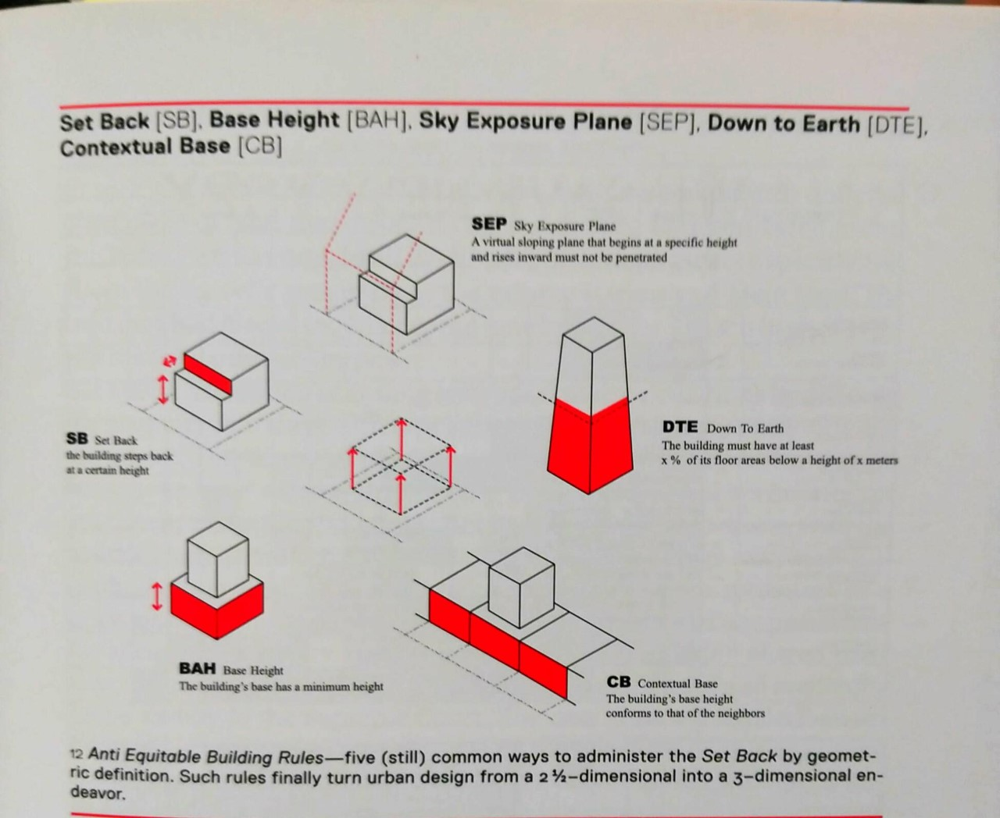 Set Back [SB], Base Height [BAH], Sky Exposure Plane [SEP], Down to Earth [DTE],
Contextual Base [CB]
SEP Sky Exposure Plane
A virtual sloping plane that begins at a specific height
and rises inward must not be penetrated
SB Set Back
the building steps back
at a certain height
DTE Down To Earth
The building must have at least
x % of its floor areas below a height of x meters
BAH Base Height
The building's base has a minimum height
CB Contextual Base
The building's base height
conforms to that of the neighbors
12 Anti Equitable Building Rules—five (still) common ways to administer the Set Back by geomet-
ric definition. Such rules finally turn urban design from a 2 ½-dimensional into a 3-dimensional en-
deavor.